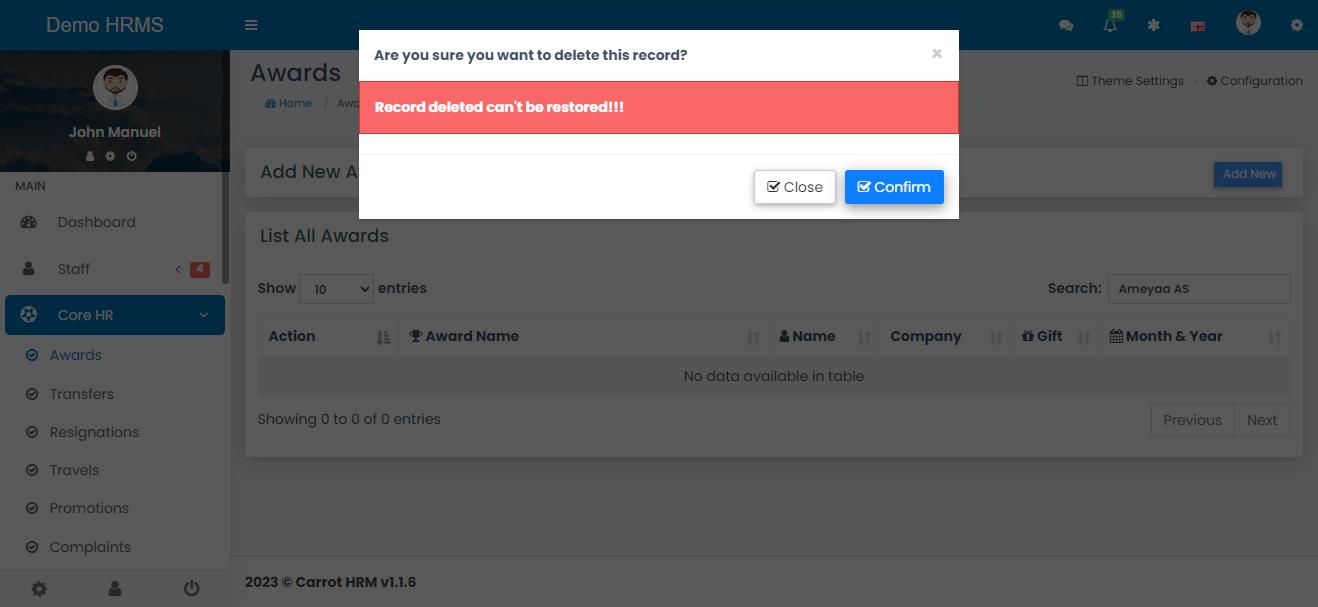 Demo HRMS
35
Are you sure you want to delete this record?
×
Record deleted can't be restored!!!
Close
Confirm
John Manuel
MAIN
Dashboard
Staff
4
Core HR
Awards
Transfers
Resignations
Travels
Promotions
Complaints
Awards
Home / Awa
Theme Settings
Configuration
Add New A
Add New
List All Awards
Show 10 entries
Search: Ameyaa AS
Action Award Name Name Company Gift Month & Year
No data available in table
Showing 0 to 0 of 0 entries
Previous Next
2023 © Carrot HRM v1.1.6